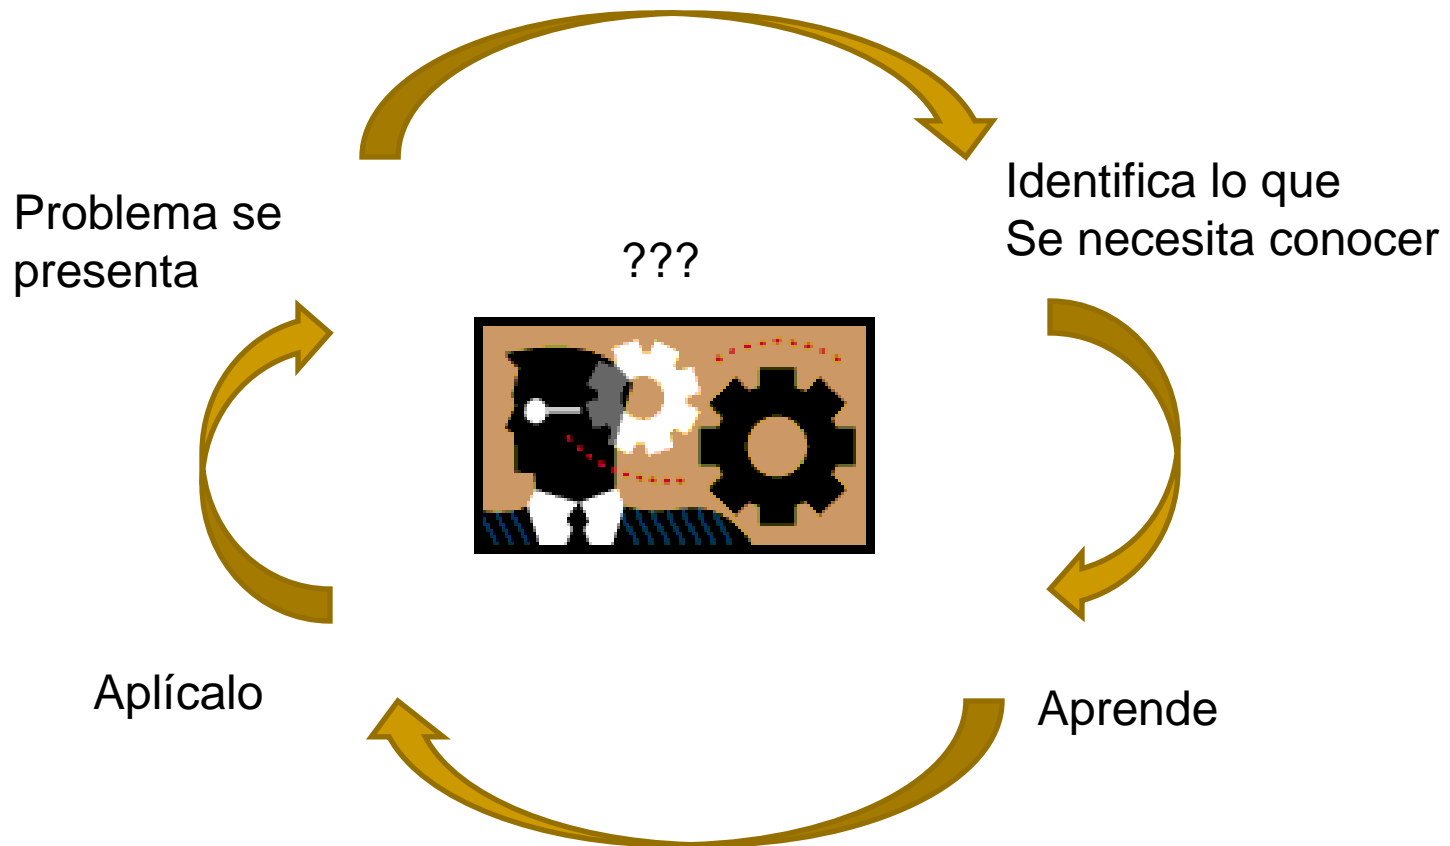 Problema se
presenta
???
Identifica lo que
Se necesita conocer
Aplícalo
Aprende